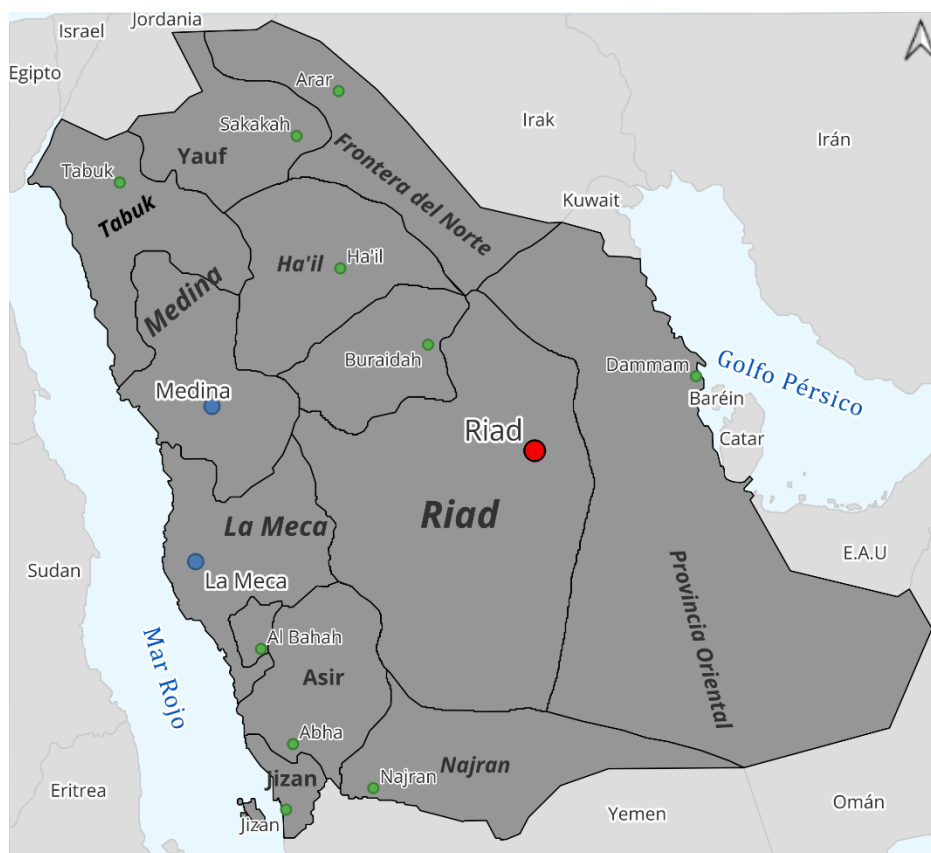 Jordania
Israel
Egipto
Arar
Irak
Irán
Sakakah
Yauf
Tabuk
Tabuk
Frontera del Norte
Kuwait
Ha'il
Ha'il
Medina
Buraidah
Dammam
Golfo Pérsico
Baréin
Medina
Riad
Catar
Riad
La Meca
E.A.U
Sudan
La Meca
Provincia Oriental
Mar Rojo
Al Bahah
Asir
Abha
Najran
Jizan
Najran
Eritrea
Jizan
Yemen
Omán